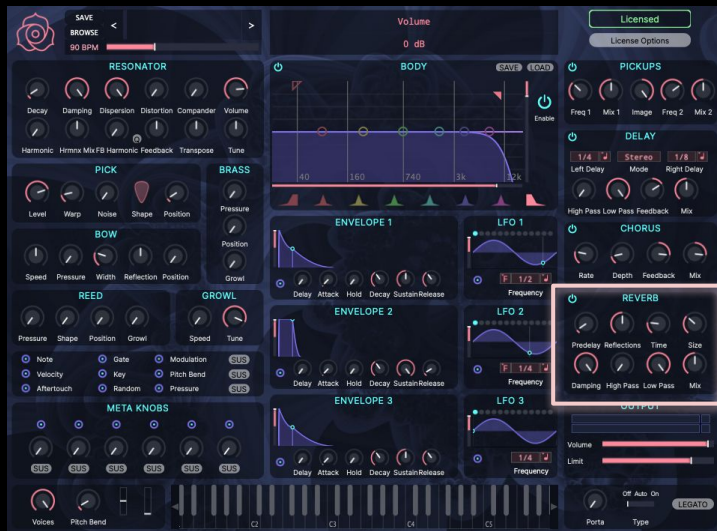 SAVE
BROWSE
90 BPM
<
>
Volume
0 dB
Licensed
License Options
RESONATOR
Decay Damping Dispersion Distortion Compander Volume
Harmonic Hrmnx Mix FB Harmonic Feedback Transpose Tune
BODY
SAVE LOAD
Enable
40 160 740 3k 12k
PICKUPS
Freq 1 Mix 1 Image Freq 2 Mix 2
DELAY
1/4 Stereo 1/8
Left Delay Mode Right Delay
High Pass Low Pass Feedback Mix
PICK
Level Warp Noise Shape Position
BRASS
Pressure
Position
Growl
BOW
Speed Pressure Width Reflection Position
ENVELOPE 1
Delay Attack Hold Decay Sustain Release
LFO 1
F 1/2
Frequency
CHORUS
Rate Depth Feedback Mix
REED
Pressure Shape Position Growl
GROWL
Speed Tune
ENVELOPE 2
Delay Attack Hold Decay Sustain Release
LFO 2
F 1/4
Frequency
REVERB
Predelay Reflections Time Size
Damping High Pass Low Pass Mix
Note Gate Modulation SUS
Velocity Key Pitch Bend SUS
Aftertouch Random Pressure SUS
META KNOBS
SUS SUS SUS SUS SUS SUS
ENVELOPE 3
Delay Attack Hold Decay Sustain Release
LFO 3
1/4
Frequency
OUTPUT
Volume
Limit
Voices Pitch Bend
C2 C3 C4 C5
Porta
Off Auto On
Type
LEGATO